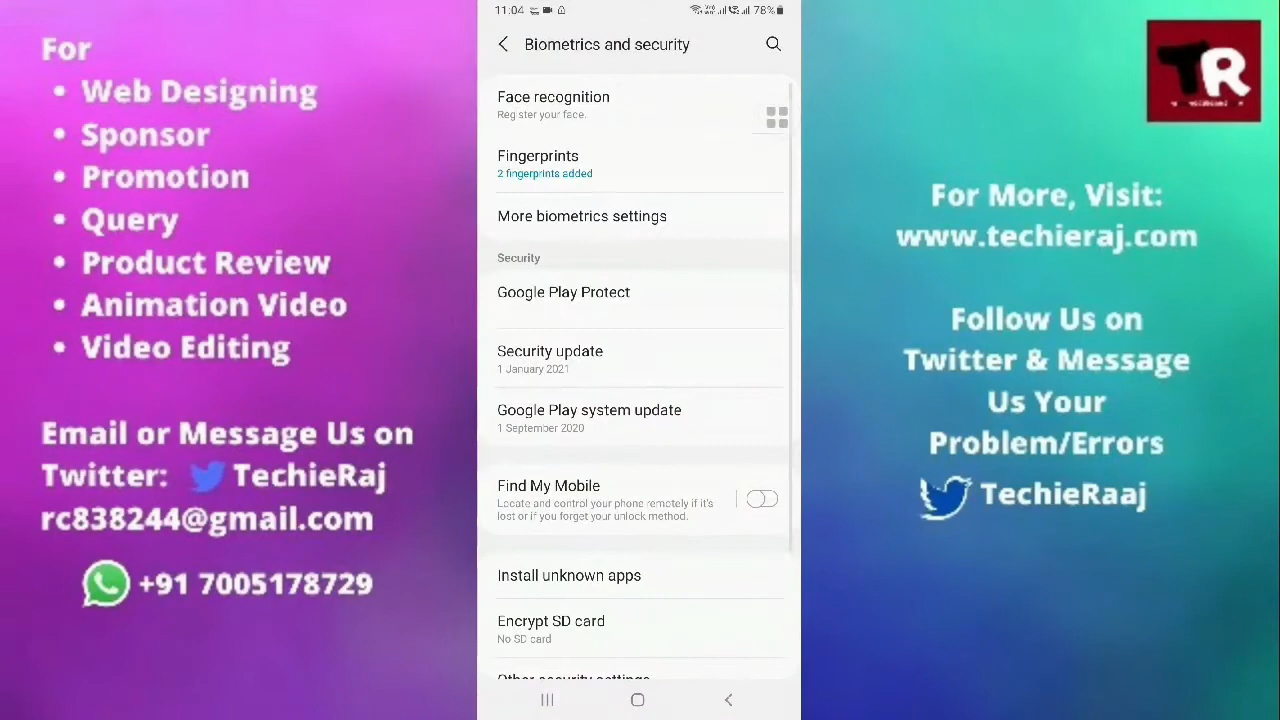 For
• Web Designing
• Sponsor
• Promotion
• Query
• Product Review
• Animation Video
• Video Editing
Email or Message Us on
Twitter: TechieRaj
rc838244@gmail.com
+91 7005178729
11:04
78%
Biometrics and security
Face recognition
Register your face.
Fingerprints
2 fingerprints added
More biometrics settings
Security
Google Play Protect
Security update
1 January 2021
Google Play system update
1 September 2020
Find My Mobile
Locate and control your phone remotely if it's
lost or if you forget your unlock method.
Install unknown apps
Encrypt SD card
No SD card
Other security settings
TR
For More, Visit:
www.techieraj.com
Follow Us on
Twitter & Message
Us Your
Problem/Errors
TechieRaaj